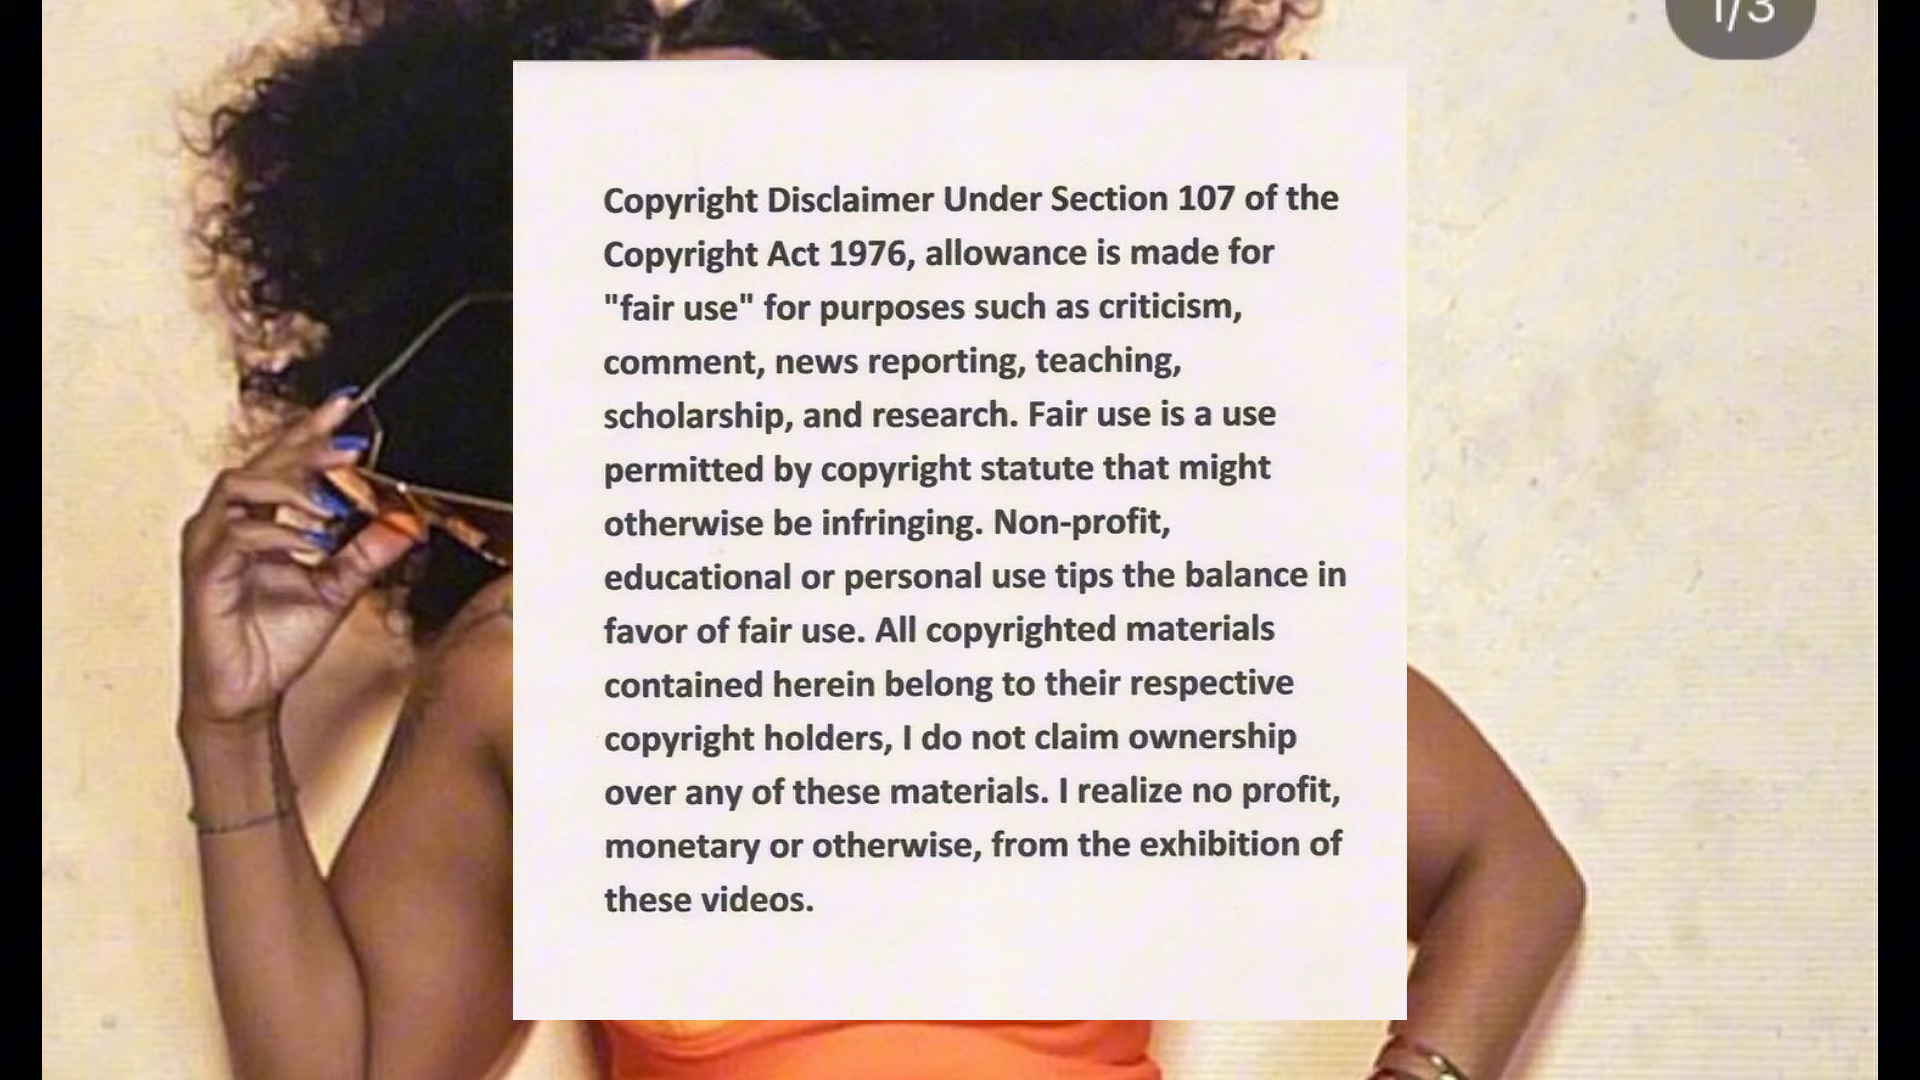 1/3
Copyright Disclaimer Under Section 107 of the
Copyright Act 1976, allowance is made for
"fair use" for purposes such as criticism,
comment, news reporting, teaching,
scholarship, and research. Fair use is a use
permitted by copyright statute that might
otherwise be infringing. Non-profit,
educational or personal use tips the balance in
favor of fair use. All copyrighted materials
contained herein belong to their respective
copyright holders, I do not claim ownership
over any of these materials. I realize no profit,
monetary or otherwise, from the exhibition of
these videos.